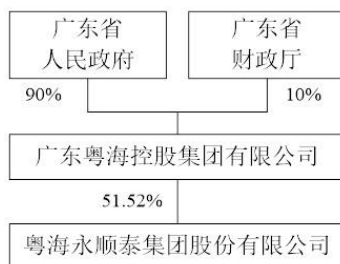 广东省
人民政府
广东省
财政厅
90%
10%
广东粤海控股集团有限公司
51.52%
粤海永顺泰集团股份有限公司